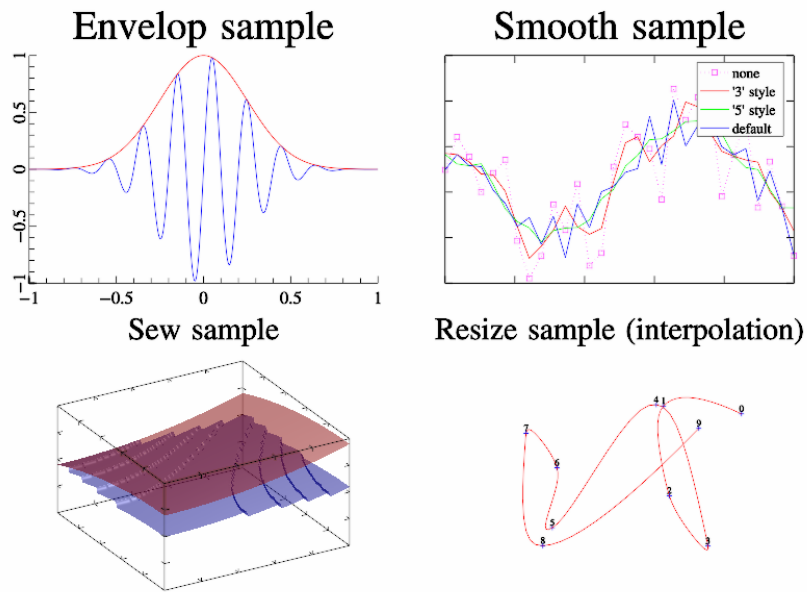 Envelop sample
Smooth sample
1
0.5
0
−0.5
−1
−1
−0.5
0
0.5
1
none
'3' style
'5' style
default
Sew sample
Resize sample (interpolation)
0
1
2
3
4
5
6
7
8
9